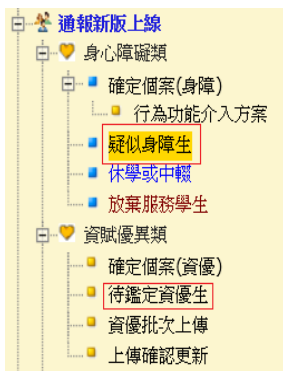 通報新版上線
身心障礙類
確定個案(身障)
行為功能介入方案
疑似身障生
休學或中輟
放棄服務學生
資賦優異類
確定個案(資優)
待鑑定資優生
資優批次上傳
上傳確認更新